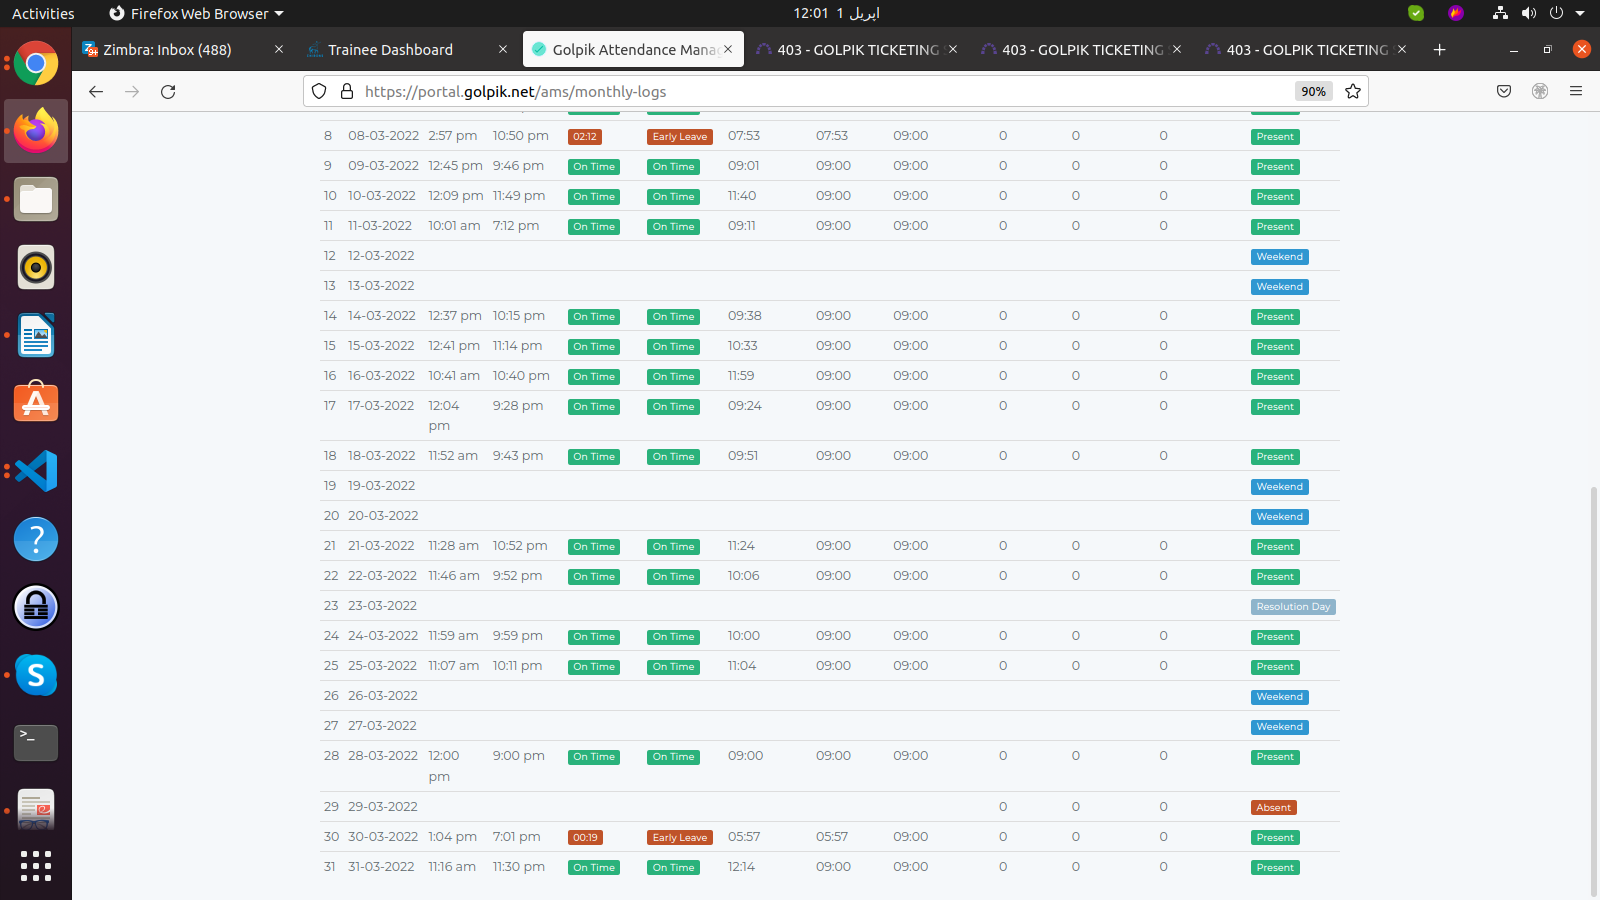 Activities Firefox Web Browser 12:01 1 اپریل
Zimbra: Inbox (488) Trainee Dashboard Golpik Attendance Manag 403 - GOLPIK TICKETING 403 - GOLPIK TICKETING 403 - GOLPIK TICKETING
https://portal.golpik.net/ams/monthly-logs 90%
8 08-03-2022 2:57 pm 10:50 pm 02:12 Early Leave 07:53 07:53 09:00 0 0 0 Present
9 09-03-2022 12:45 pm 9:46 pm On Time On Time 09:01 09:00 09:00 0 0 0 Present
10 10-03-2022 12:09 pm 11:49 pm On Time On Time 11:40 09:00 09:00 0 0 0 Present
11 11-03-2022 10:01 am 7:12 pm On Time On Time 09:11 09:00 09:00 0 0 0 Present
12 12-03-2022 Weekend
13 13-03-2022 Weekend
14 14-03-2022 12:37 pm 10:15 pm On Time On Time 09:38 09:00 09:00 0 0 0 Present
15 15-03-2022 12:41 pm 11:14 pm On Time On Time 10:33 09:00 09:00 0 0 0 Present
16 16-03-2022 10:41 am 10:40 pm On Time On Time 11:59 09:00 09:00 0 0 0 Present
17 17-03-2022 12:04 pm 9:28 pm On Time On Time 09:24 09:00 09:00 0 0 0 Present
18 18-03-2022 11:52 am 9:43 pm On Time On Time 09:51 09:00 09:00 0 0 0 Present
19 19-03-2022 Weekend
20 20-03-2022 Weekend
21 21-03-2022 11:28 am 10:52 pm On Time On Time 11:24 09:00 09:00 0 0 0 Present
22 22-03-2022 11:46 am 9:52 pm On Time On Time 10:06 09:00 09:00 0 0 0 Present
23 23-03-2022 Resolution Day
24 24-03-2022 11:59 am 9:59 pm On Time On Time 10:00 09:00 09:00 0 0 0 Present
25 25-03-2022 11:07 am 10:11 pm On Time On Time 11:04 09:00 09:00 0 0 0 Present
26 26-03-2022 Weekend
27 27-03-2022 Weekend
28 28-03-2022 12:00 pm 9:00 pm On Time On Time 09:00 09:00 09:00 0 0 0 Present
29 29-03-2022 0 0 0 Absent
30 30-03-2022 1:04 pm 7:01 pm 00:19 Early Leave 05:57 05:57 09:00 0 0 0 Present
31 31-03-2022 11:16 am 11:30 pm On Time On Time 12:14 09:00 09:00 0 0 0 Present